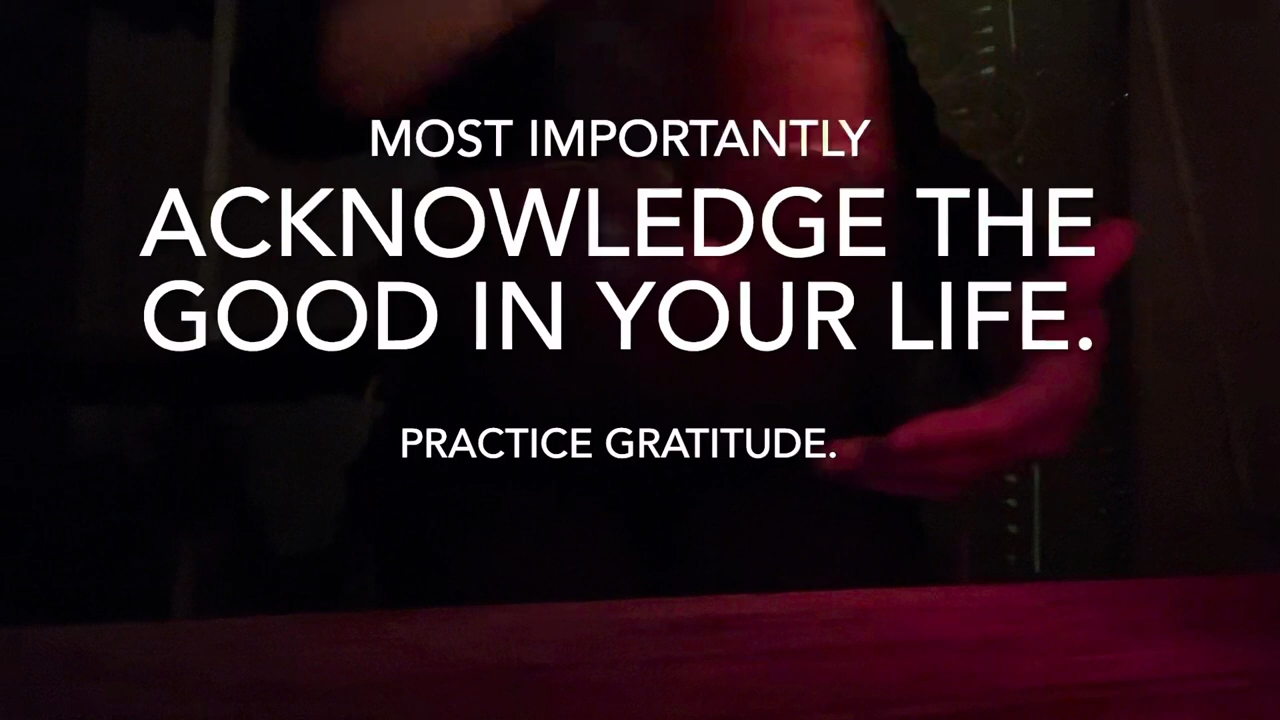 MOST IMPORTANTLY
ACKNOWLEDGE THE
GOOD IN YOUR LIFE.
PRACTICE GRATITUDE.